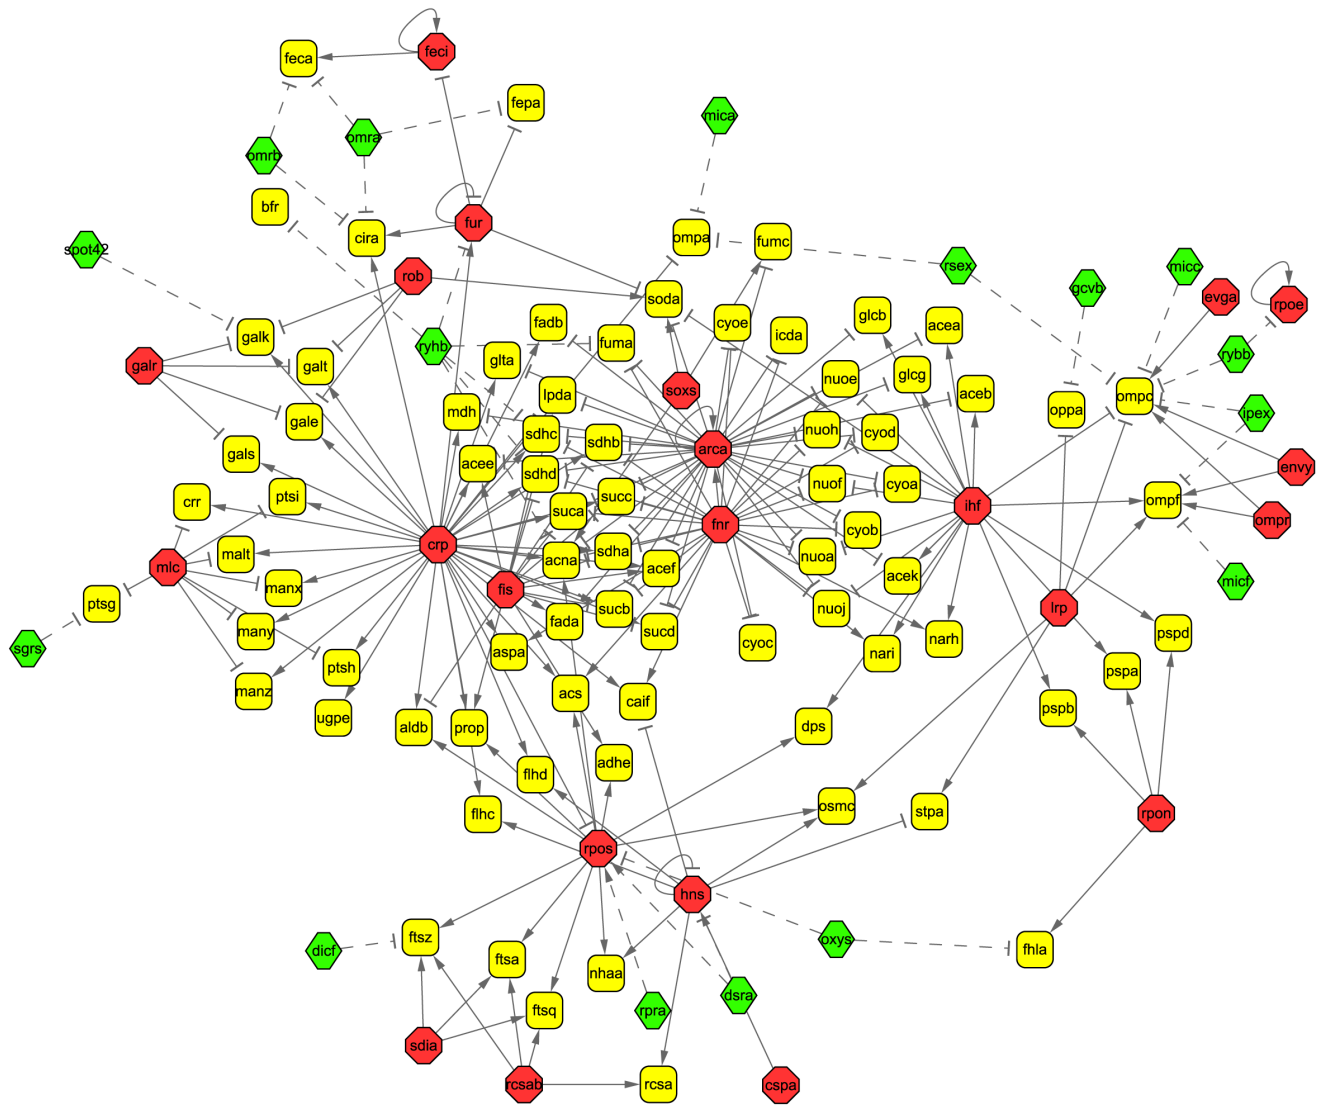 feci
feca
fepa
mica
omra
omrb
bfr
fur
cira
ompa
fumc
spot42
rsex
micc
gcvb
evga
rpoe
rob
soda
fadb
cyoe
icda
glcb
acea
galk
ryhb
fuma
rybb
galr
galt
glta
nuoe
glcg
aceb
ompc
lpda
soxs
oppa
ipex
mdh
gale
sdhc
sdhb
nuoh
cyod
gals
acee
arca
envy
sdhd
nuof
cyoa
crr
ptsi
succ
ihf
ompf
suca
fnr
cyob
ompr
crp
malt
acna
sdha
nuoa
mlc
acef
acek
micf
manx
fis
ptsg
sucb
nuoj
lrp
fada
many
sucd
cyoc
narh
pspd
sgrs
aspa
nari
ptsh
pspa
manz
acs
caif
ugpe
aldb
prop
dps
pspb
adhe
flhd
osmc
stpa
rpon
flhc
rpos
hns
ftsz
dicf
oxys
fhla
ftsa
nhaa
dsra
ftsq
rpra
sdia
rcsab
rcsa
cspa